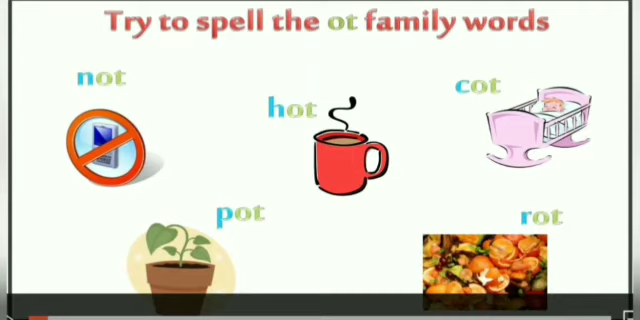 Try to spell the ot family words
not
hot
cot
pot
rot